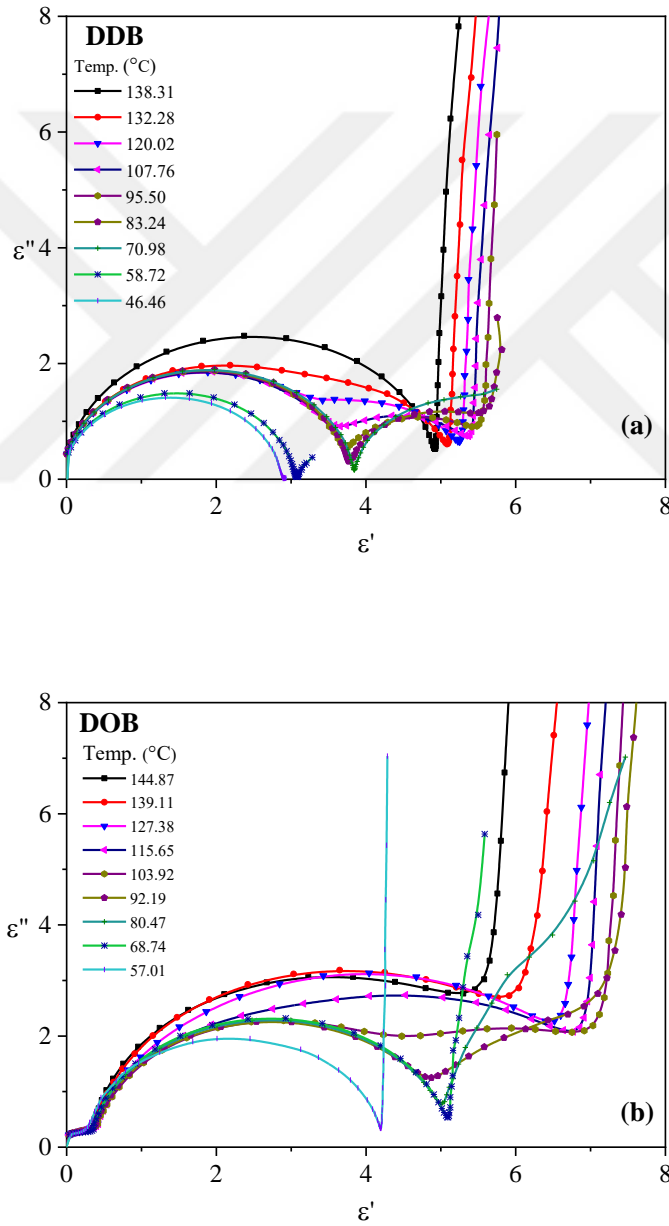 8
DDB
Temp. (°C)
138.31
132.28
6
120.02
107.76
95.50
83.24
70.98
ε'' 4
58.72
46.46
2
(a)
0
0 2 4 6 8
ε'
8
DOB
Temp. (°C)
144.87
139.11
6
127.38
115.65
103.92
92.19
ε'' 4
80.47
68.74
57.01
2
(b)
0
0 2 4 6 8
ε'